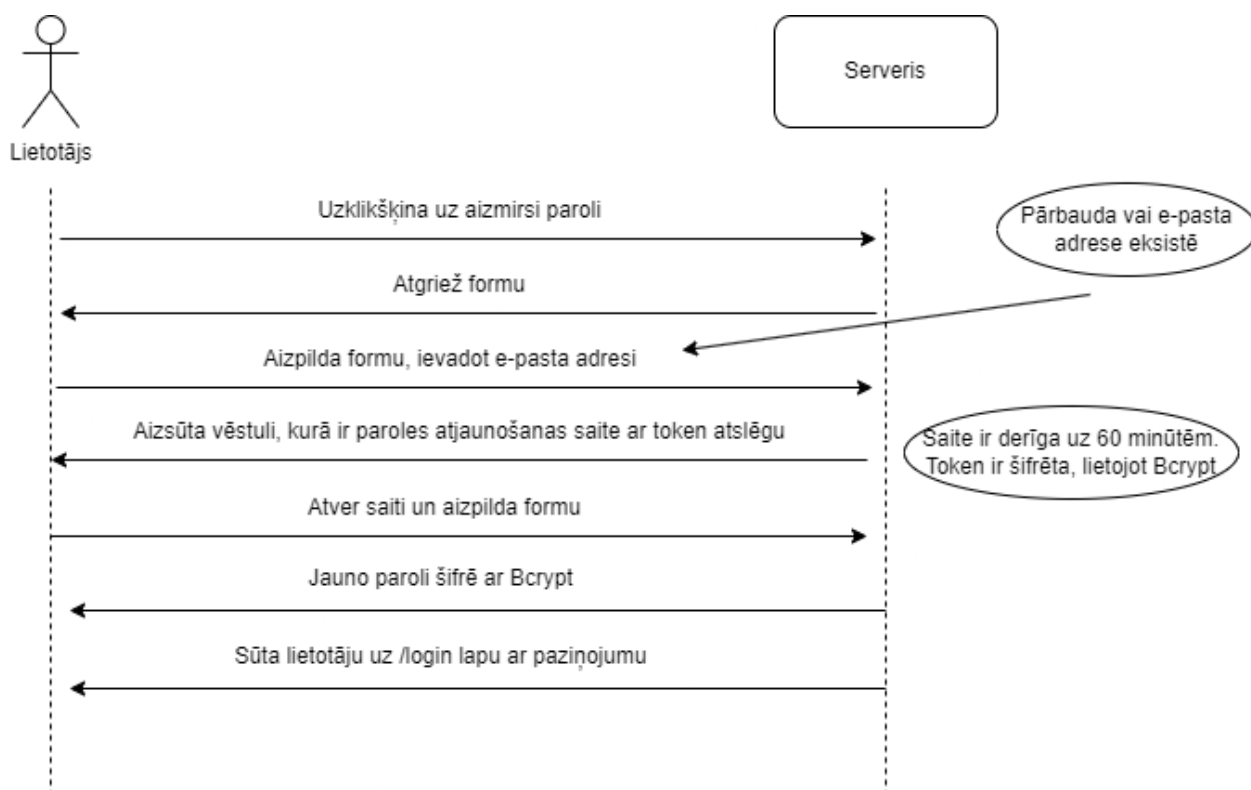 Serveris
Lietotājs
Uzklikšķina uz aizmirsi paroli
Pārbauda vai e-pasta
adrese eksistē
Atgriež formu
Aizpilda formu, ievadot e-pasta adresi
Aizsūta vēstuli, kurā ir paroles atjaunošanas saite ar token atslēgu
Saite ir derīga uz 60 minūtēm.
Token ir šifrēta, lietojot Bcrypt
Atver saiti un aizpilda formu
Jauno paroli šifrē ar Bcrypt
Sūta lietotāju uz /login lapu ar paziņojumu